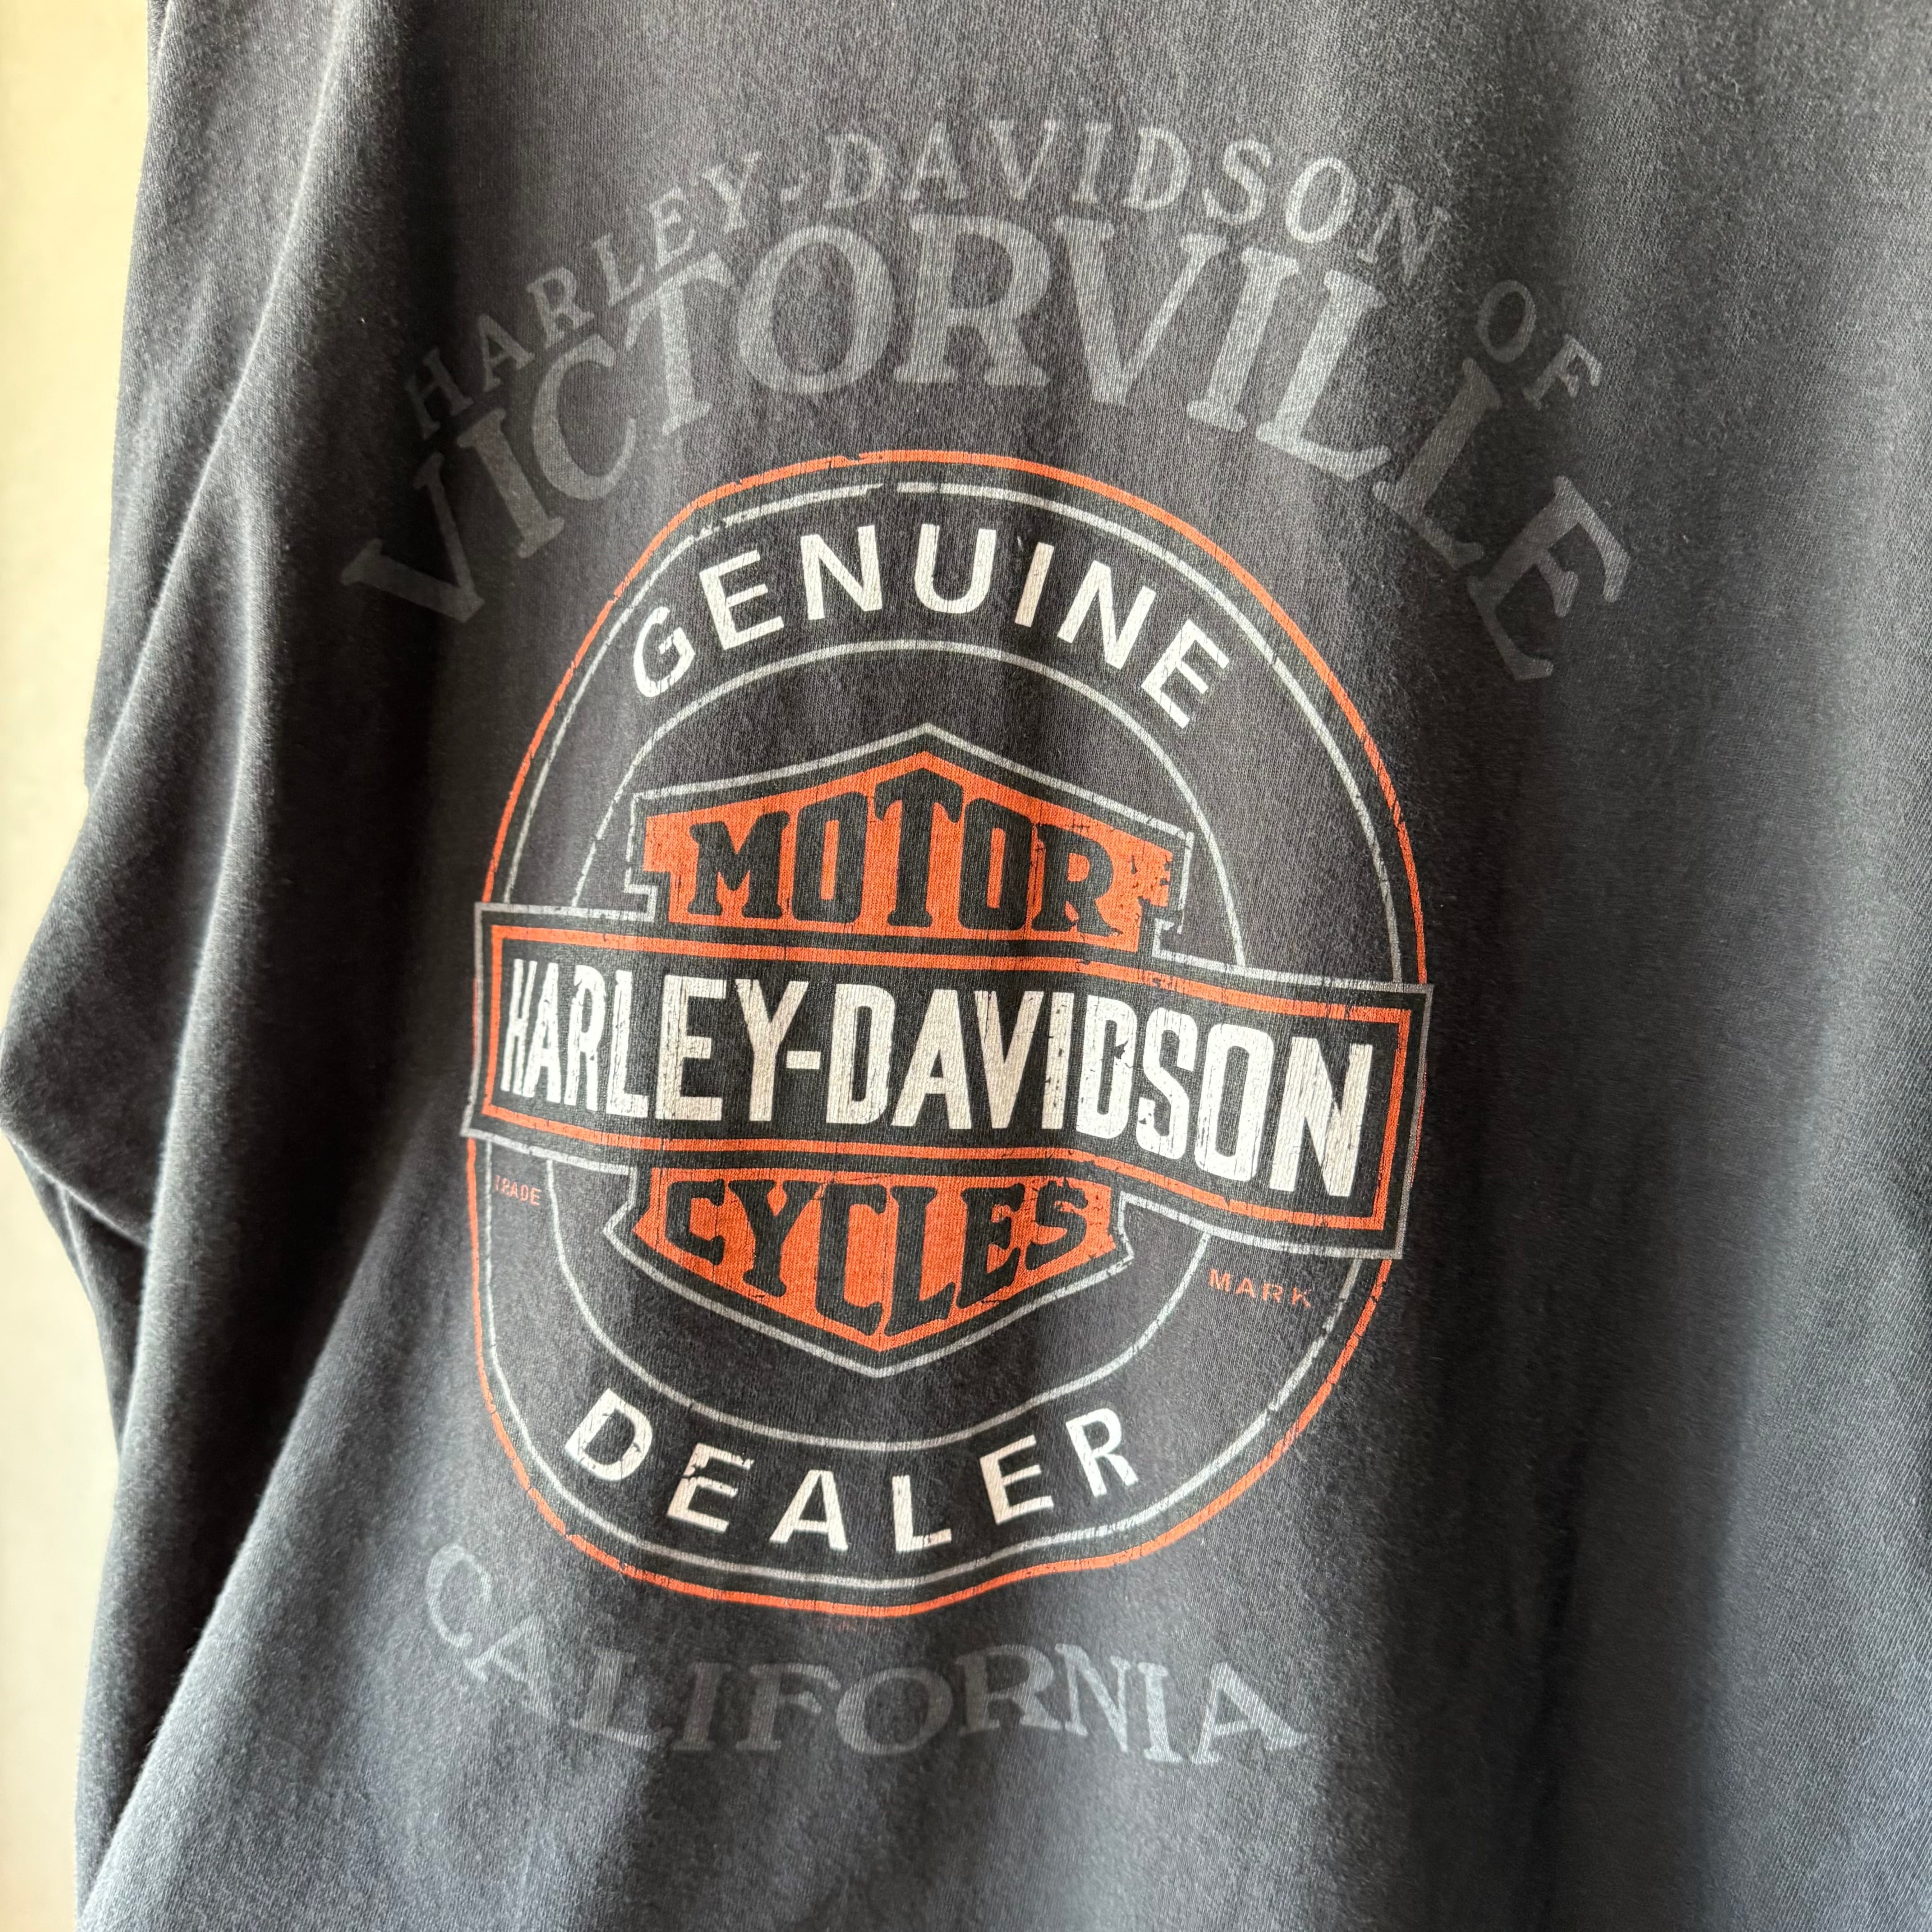 HARLEY-DAVIDSON OF
VICTORVILLE
GENUINE
MOTOR
HARLEY-DAVIDSON
CYCLES
TRADE MARK
DEALER
CALIFORNIA